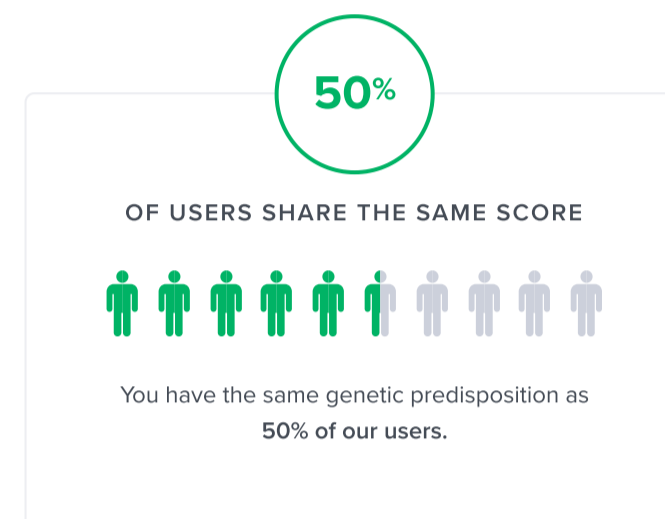 50%
OF USERS SHARE THE SAME SCORE
You have the same genetic predisposition as
50% of our users.